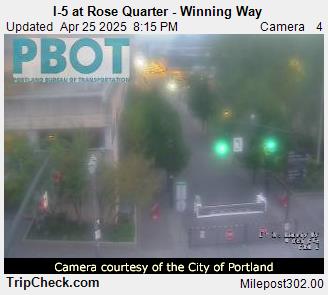 I-5 at Rose Quarter - Winning Way
Updated Apr 25 2025 8:15 PM Camera 4
PBOT
PORTLAND BUREAU OF TRANSPORTATION
Camera courtesy of the City of Portland
TripCheck.com Milepost302.00